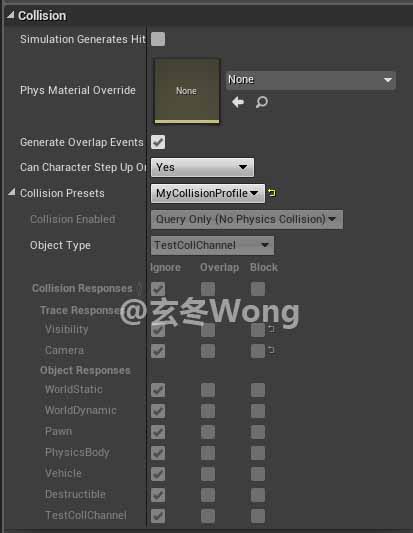 Collision
Simulation Generates Hit
Phys Material Override
None
None
Generate Overlap Events
Can Character Step Up On
Yes
Collision Presets
MyCollisionProfile
Collision Enabled
Query Only (No Physics Collision)
Object Type
TestCollChannel
Ignore Overlap Block
Collision Responses
@玄冬Wong
Trace Responses
Visibility
Camera
Object Responses
WorldStatic
WorldDynamic
Pawn
PhysicsBody
Vehicle
Destructible
TestCollChannel